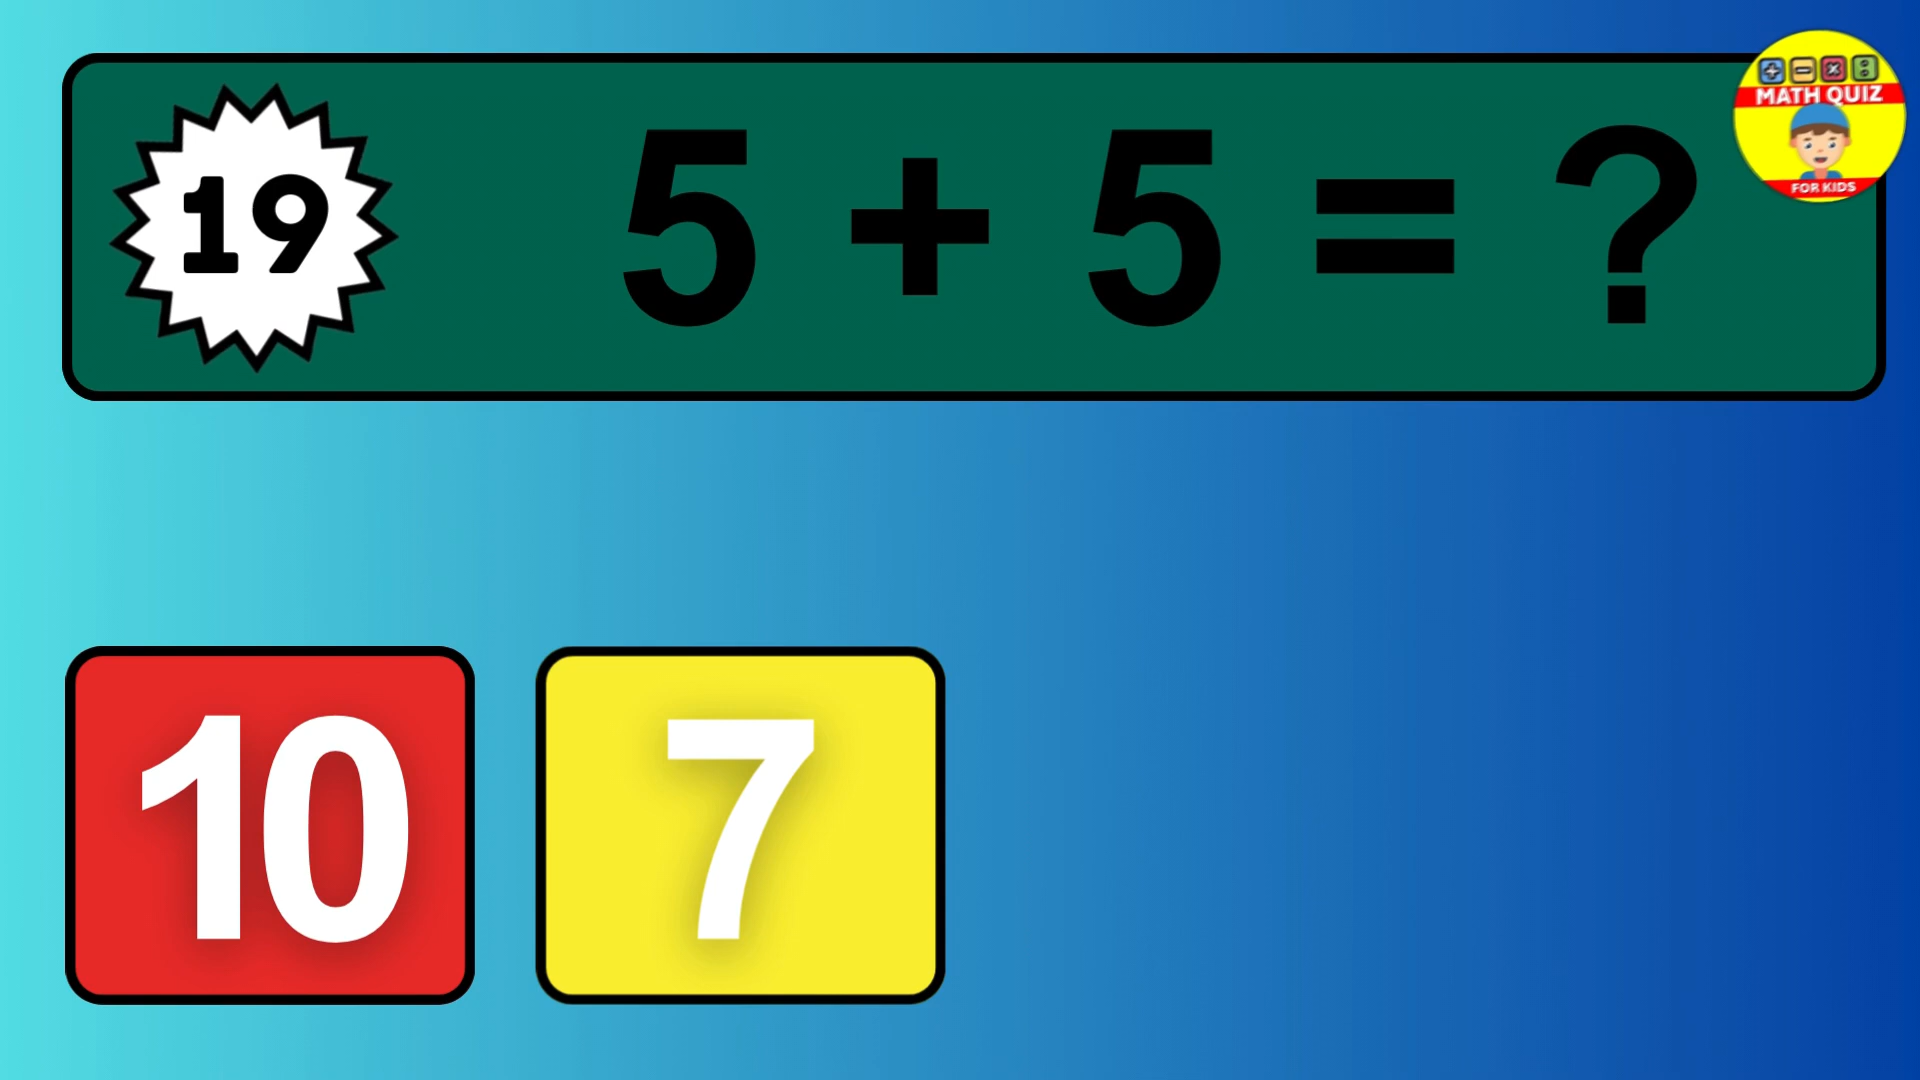 19
5 + 5 = ?
+ − × ÷
MATH QUIZ
FOR KIDS
10
7